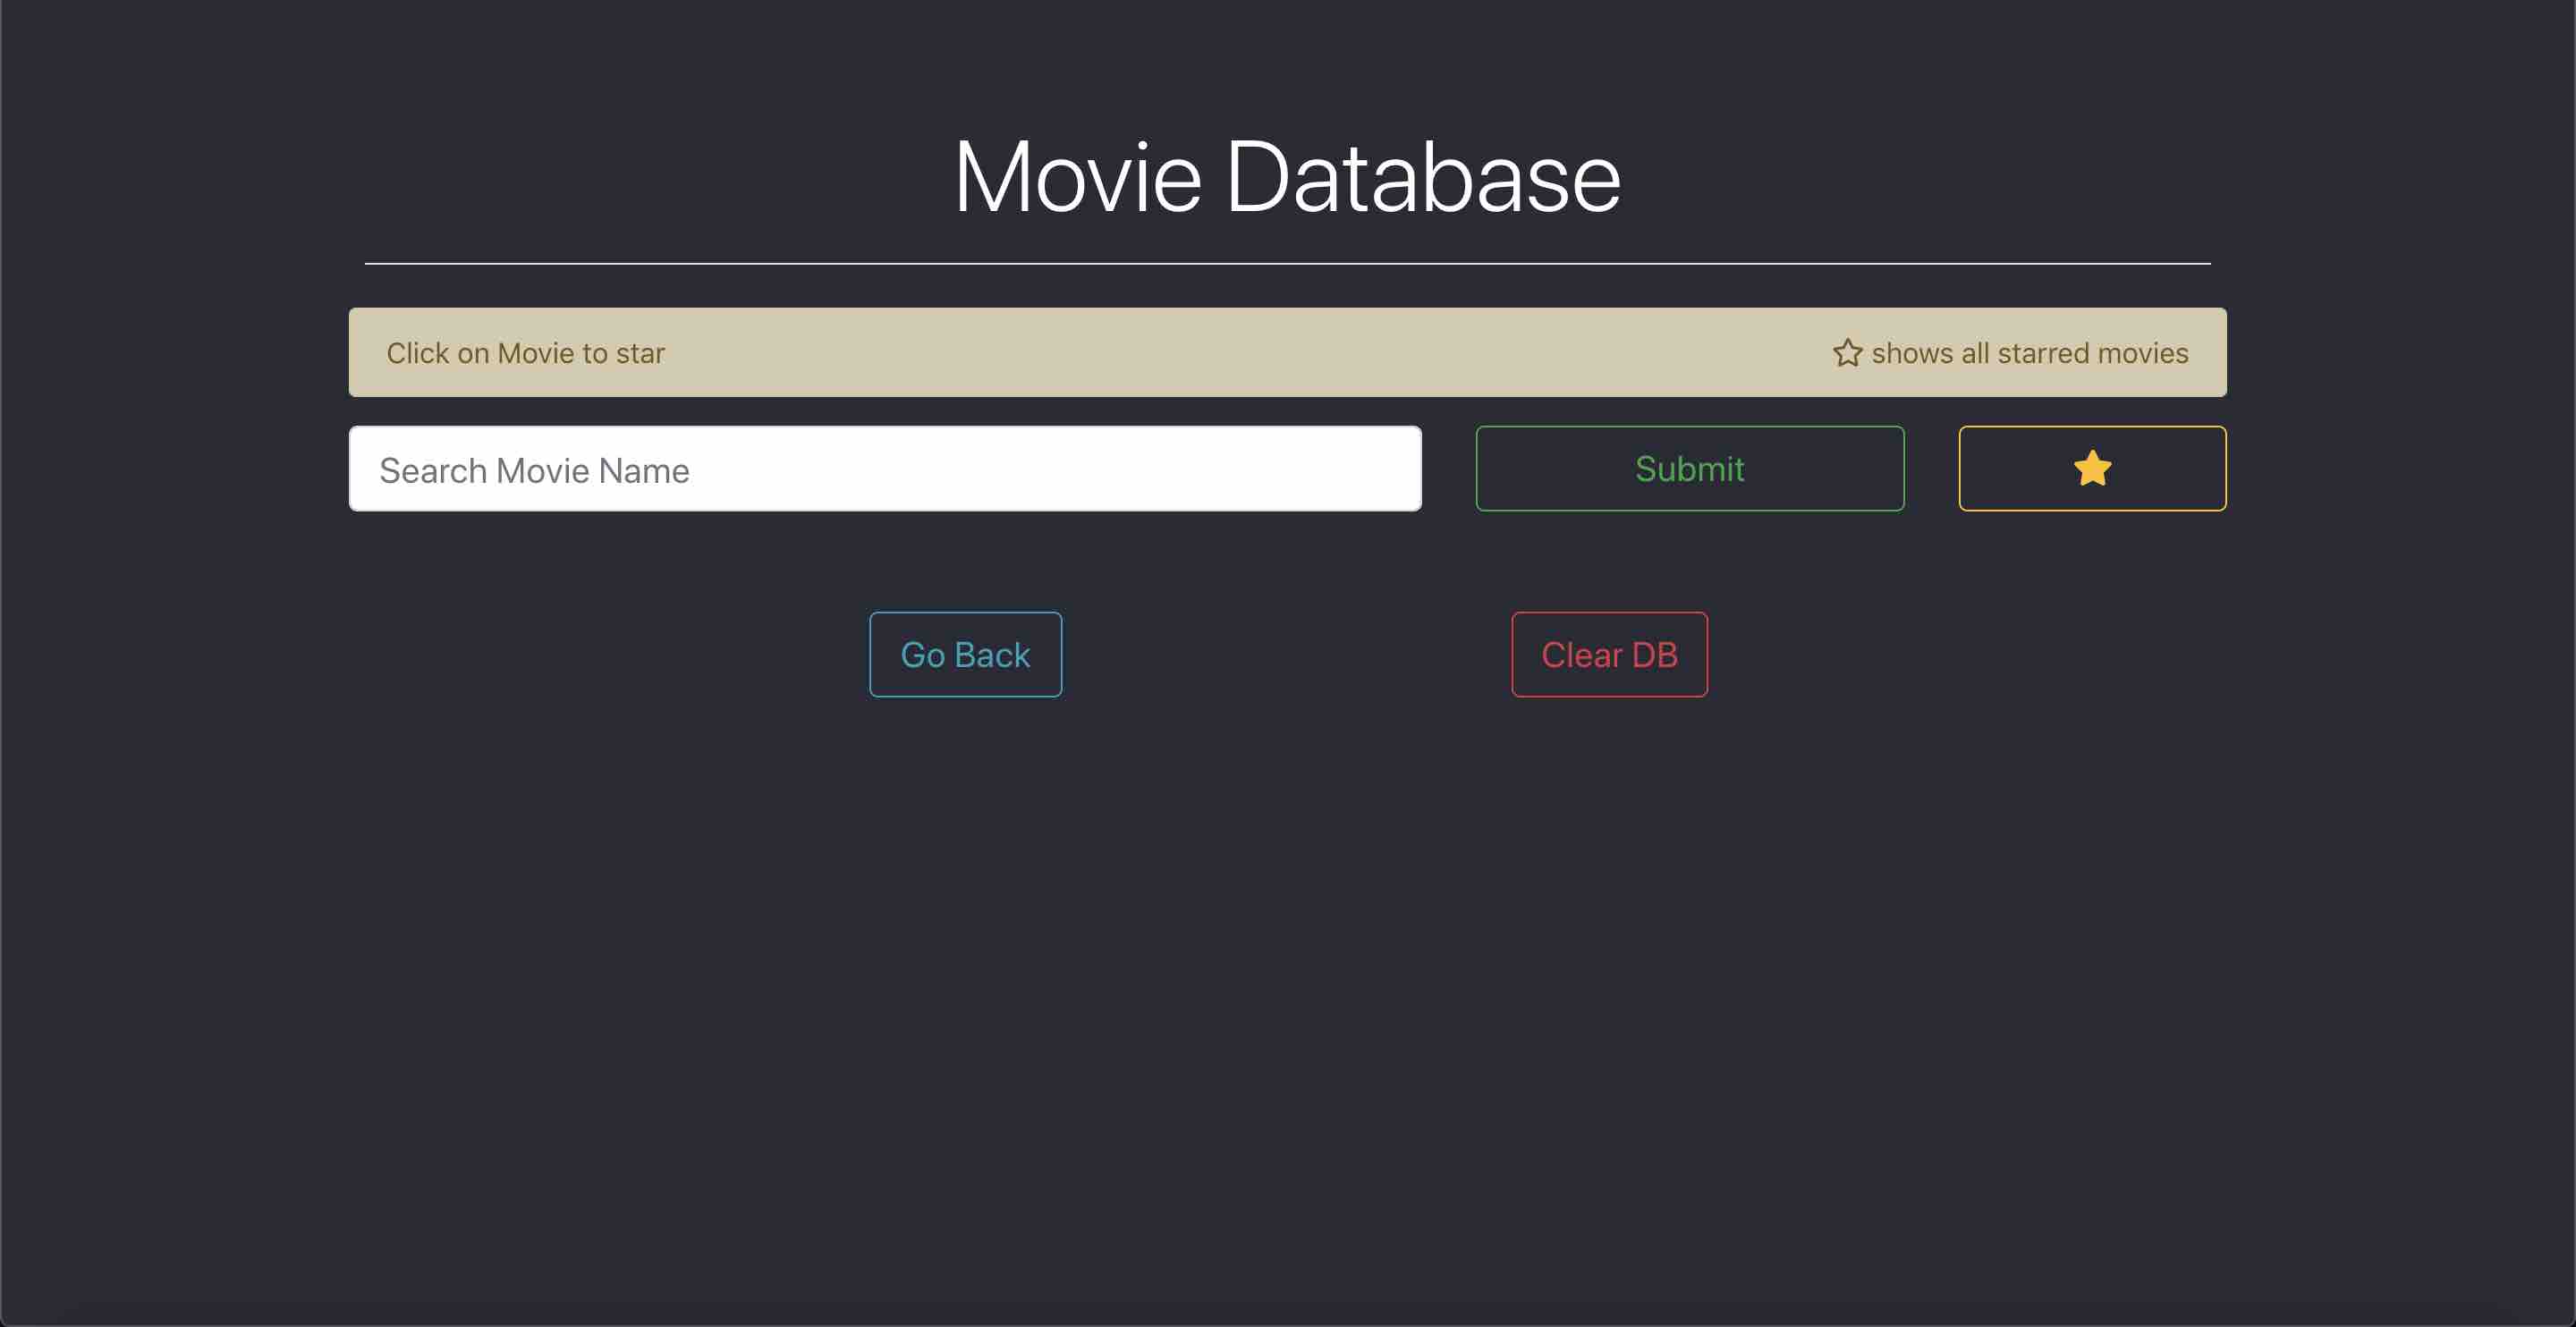 Movie Database
Click on Movie to star
shows all starred movies
Search Movie Name
Submit
Go Back
Clear DB